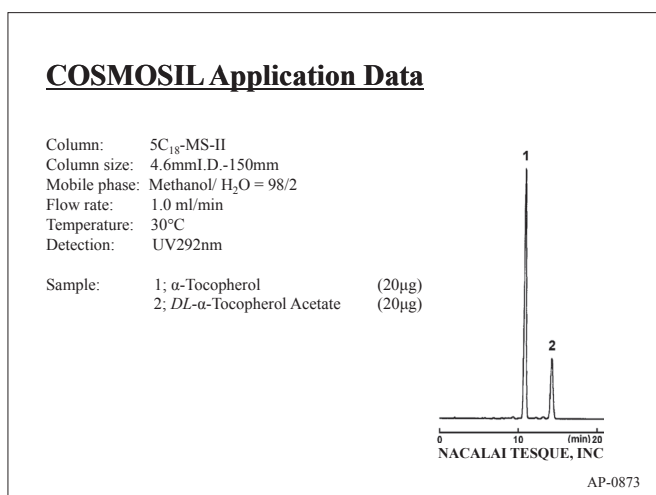 COSMOSIL Application Data
Column: 5C₁₈-MS-II
Column size: 4.6mmI.D.-150mm
Mobile phase: Methanol/ H₂O = 98/2
Flow rate: 1.0 ml/min
Temperature: 30°C
Detection: UV292nm
Sample: 1; α-Tocopherol (20μg)
2; DL-α-Tocopherol Acetate (20μg)
1
2
0 10 (min) 20
NACALAI TESQUE, INC
AP-0873